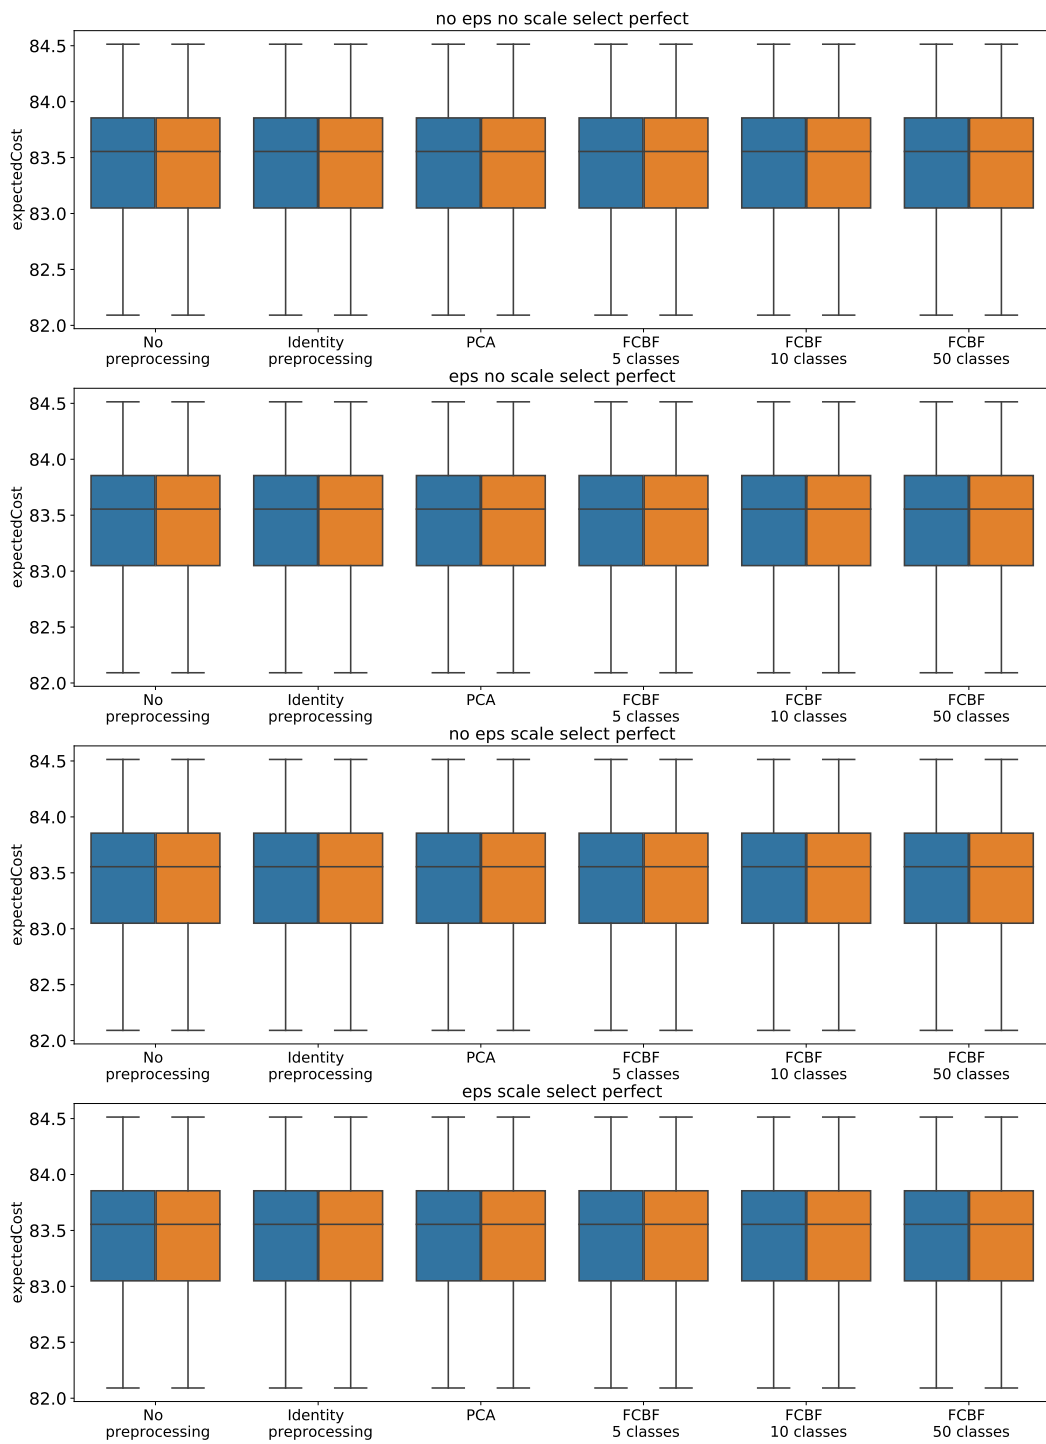 no eps no scale select perfect
expectedCost
84.5
84.0
83.5
83.0
82.5
82.0
No preprocessing
Identity preprocessing
PCA
FCBF 5 classes
FCBF 10 classes
FCBF 50 classes
eps no scale select perfect
expectedCost
84.5
84.0
83.5
83.0
82.5
82.0
No preprocessing
Identity preprocessing
PCA
FCBF 5 classes
FCBF 10 classes
FCBF 50 classes
no eps scale select perfect
expectedCost
84.5
84.0
83.5
83.0
82.5
82.0
No preprocessing
Identity preprocessing
PCA
FCBF 5 classes
FCBF 10 classes
FCBF 50 classes
eps scale select perfect
expectedCost
84.5
84.0
83.5
83.0
82.5
82.0
No preprocessing
Identity preprocessing
PCA
FCBF 5 classes
FCBF 10 classes
FCBF 50 classes